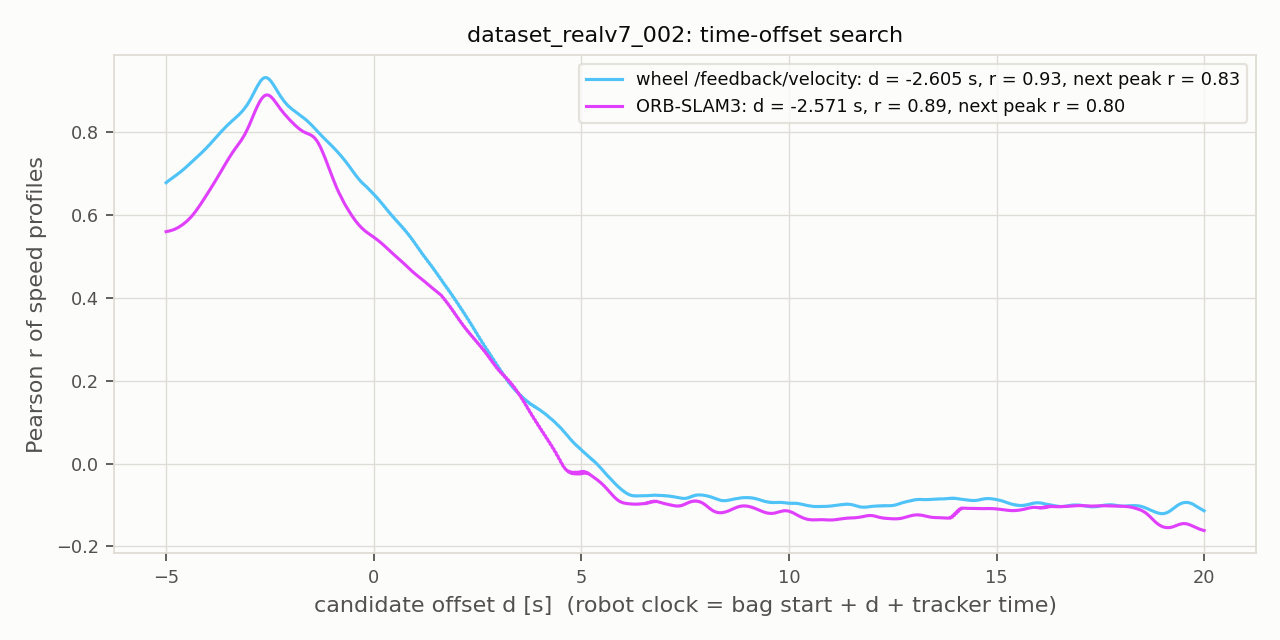 dataset_realv7_002: time-offset search
wheel /feedback/velocity: d = -2.605 s, r = 0.93, next peak r = 0.83
ORB-SLAM3: d = -2.571 s, r = 0.89, next peak r = 0.80
Pearson r of speed profiles
0.8
0.6
0.4
0.2
0.0
−0.2
−5
0
5
10
15
20
candidate offset d [s]  (robot clock = bag start + d + tracker time)